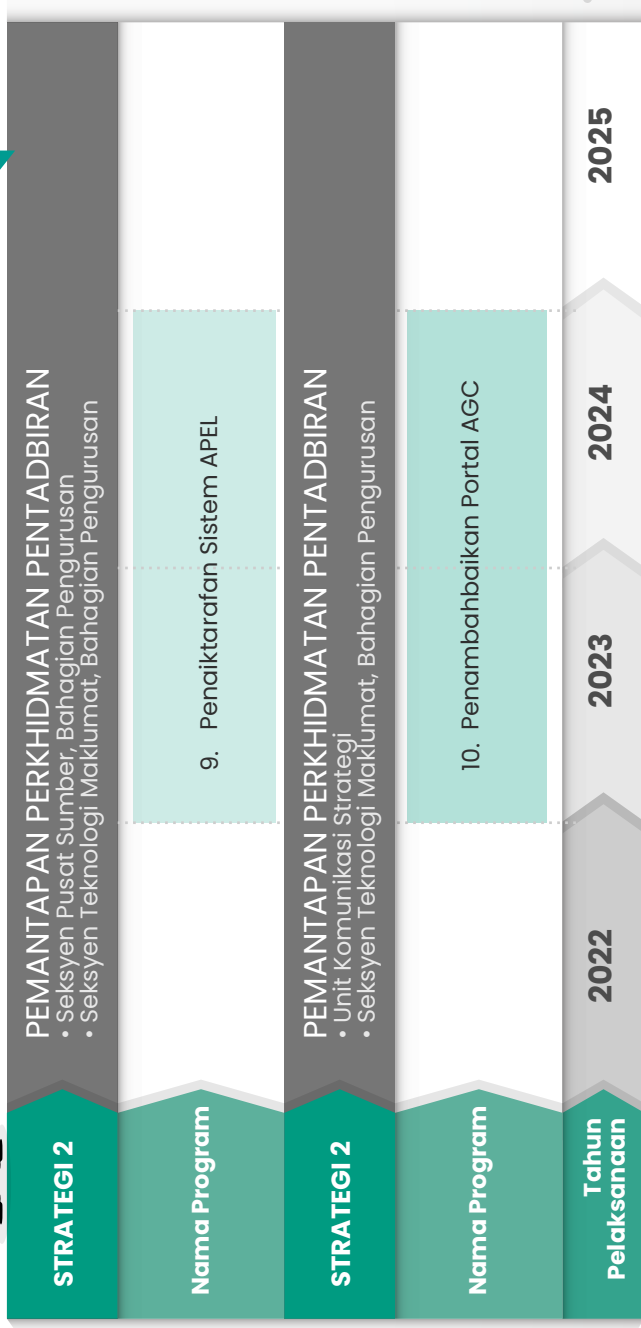 STRATEGI 2
PEMANTAPAN PERKHIDMATAN PENTADBIRAN
• Seksyen Pusat Sumber, Bahagian Pengurusan
• Seksyen Teknologi Maklumat, Bahagian Pengurusan
Nama Program
9. Penaiktarafan Sistem APEL
STRATEGI 2
PEMANTAPAN PERKHIDMATAN PENTADBIRAN
• Unit Komunikasi Strategi
• Seksyen Teknologi Maklumat, Bahagian Pengurusan
Nama Program
10. Penambahbaikan Portal AGC
Tahun
Pelaksanaan
2022
2023
2024
2025